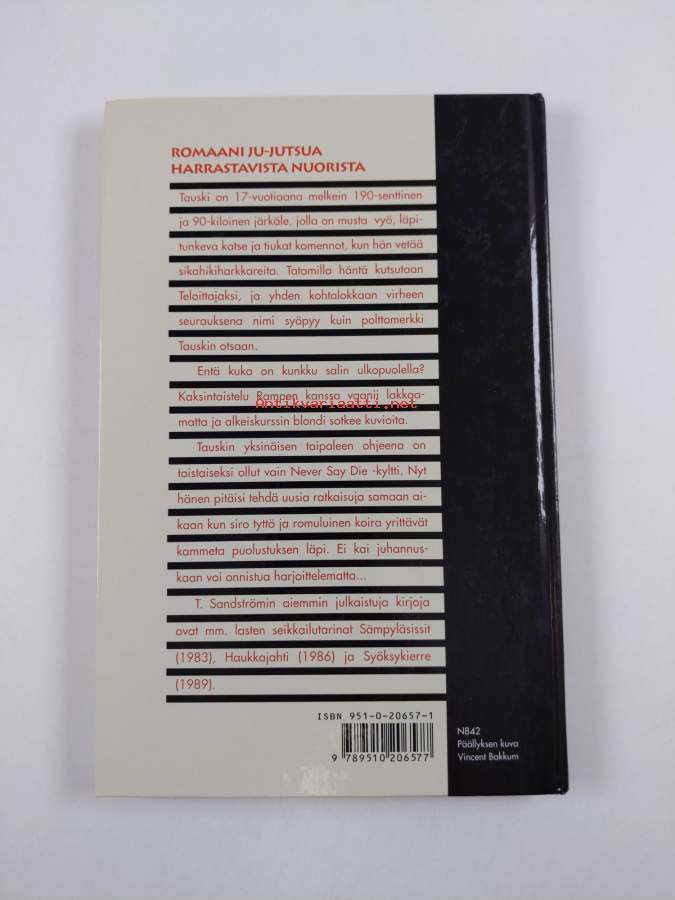 ROMAANI JU-JUTSUA
HARRASTAVISTA NUORISTA
Tauski on 17-vuotiaana melkein 190-senttinen
ja 90-kiloinen järkäle, jolla on musta vyö, läpi-
tunkeva katse ja tiukat komennot, kun hän vetää
sikahikiharkkareita. Tatamilla häntä kutsutaan
Teloittajaksi, ja yhden kohtalokkaan virheen
seurauksena nimi syöpyy kuin polttomerkki
Tauskin otsaan.
Entä kuka on kunkku salin ulkopuolella?
Kaksintaistelu Rampen kanssa vaanii lakkaa-
Antikvariaatti.net
matta ja alkeiskurssin blondi sotkee kuvioita.
Tauskin yksinäisen taipaleen ohjeena on
toistaiseksi ollut vain Never Say Die -kyltti. Nyt
hänen pitäisi tehdä uusia ratkaisuja samaan ai-
kaan kun siro tyttö ja romuluinen koira yrittävät
kammeta puolustuksen läpi. Ei kai juhannus-
kaan voi onnistua harjoittelematta...
T. Sandströmin aiemmin julkaistuja kirjoja
ovat mm. lasten seikkailutarinat Sämpyläsissit
(1983), Haukkajahti (1986) ja Syöksykierre
(1989).
ISBN 951-0-20657-1
9 789510 206577
N842
Päällyksen kuva
Vincent Bakkum